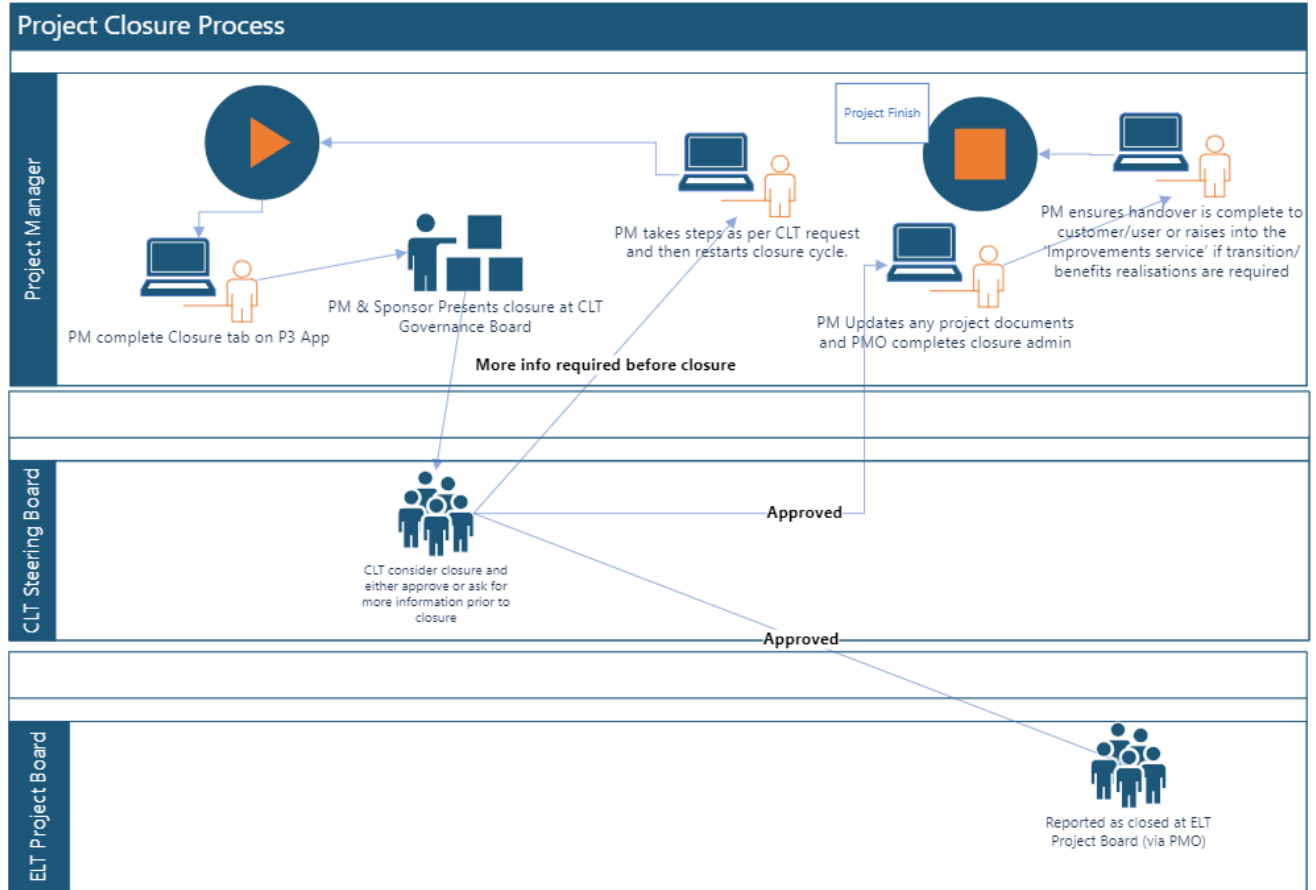 Project Closure Process
Project Manager
Project Finish
PM complete Closure tab on P3 App
PM & Sponsor Presents closure at CLT
Governance Board
PM takes steps as per CLT request
and then restarts closure cycle.
PM ensures handover is complete to
customer/user or raises into the
‘Improvements service’ if transition/
benefits realisations are required
PM Updates any project documents
and PMO completes closure admin
More info required before closure
CLT Steering Board
CLT consider closure and
either approve or ask for
more information prior to
closure
Approved
Approved
ELT Project Board
Reported as closed at ELT
Project Board (via PMO)